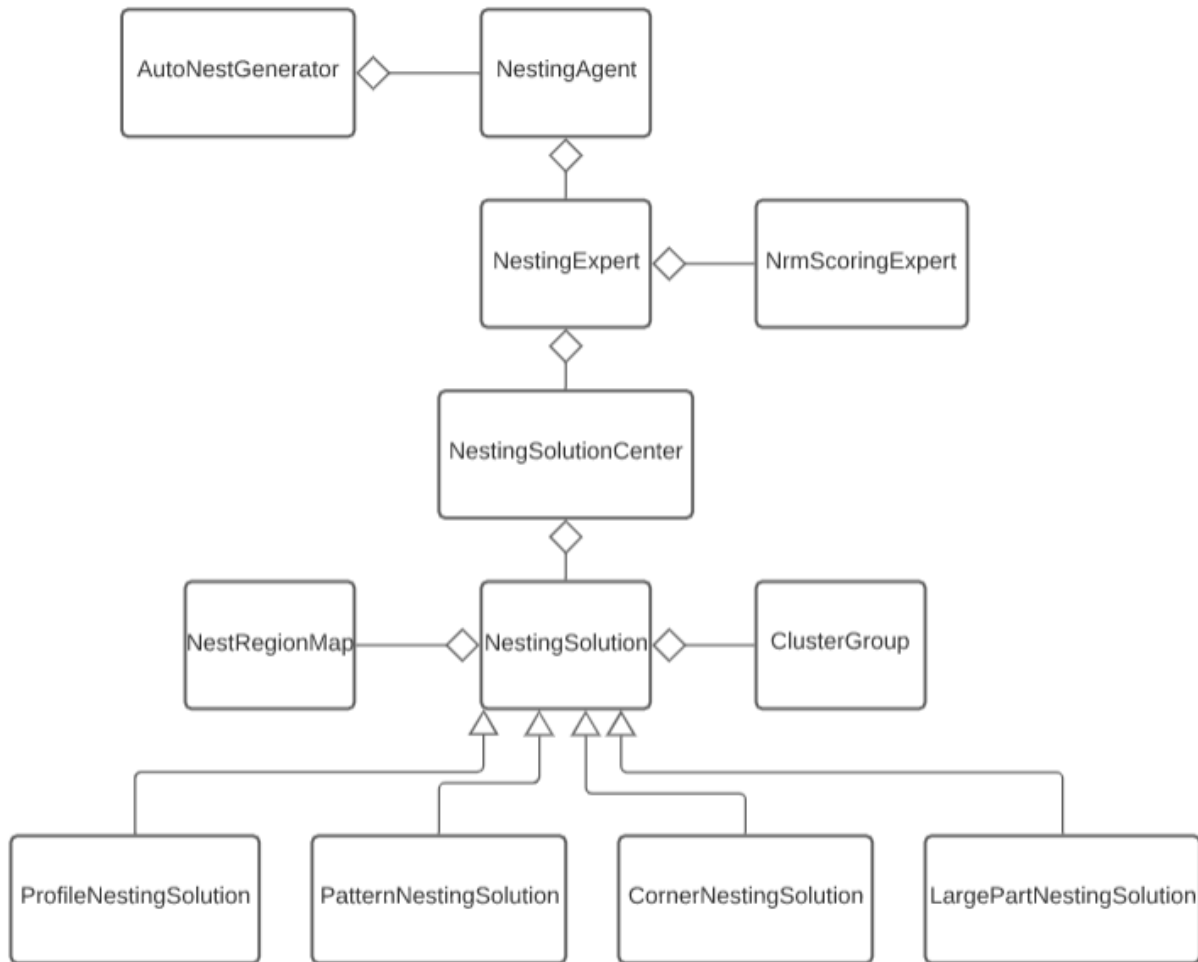 AutoNestGenerator
NestingAgent
NestingExpert
NrmScoringExpert
NestingSolutionCenter
NestRegionMap
NestingSolution
ClusterGroup
ProfileNestingSolution
PatternNestingSolution
CornerNestingSolution
LargePartNestingSolution